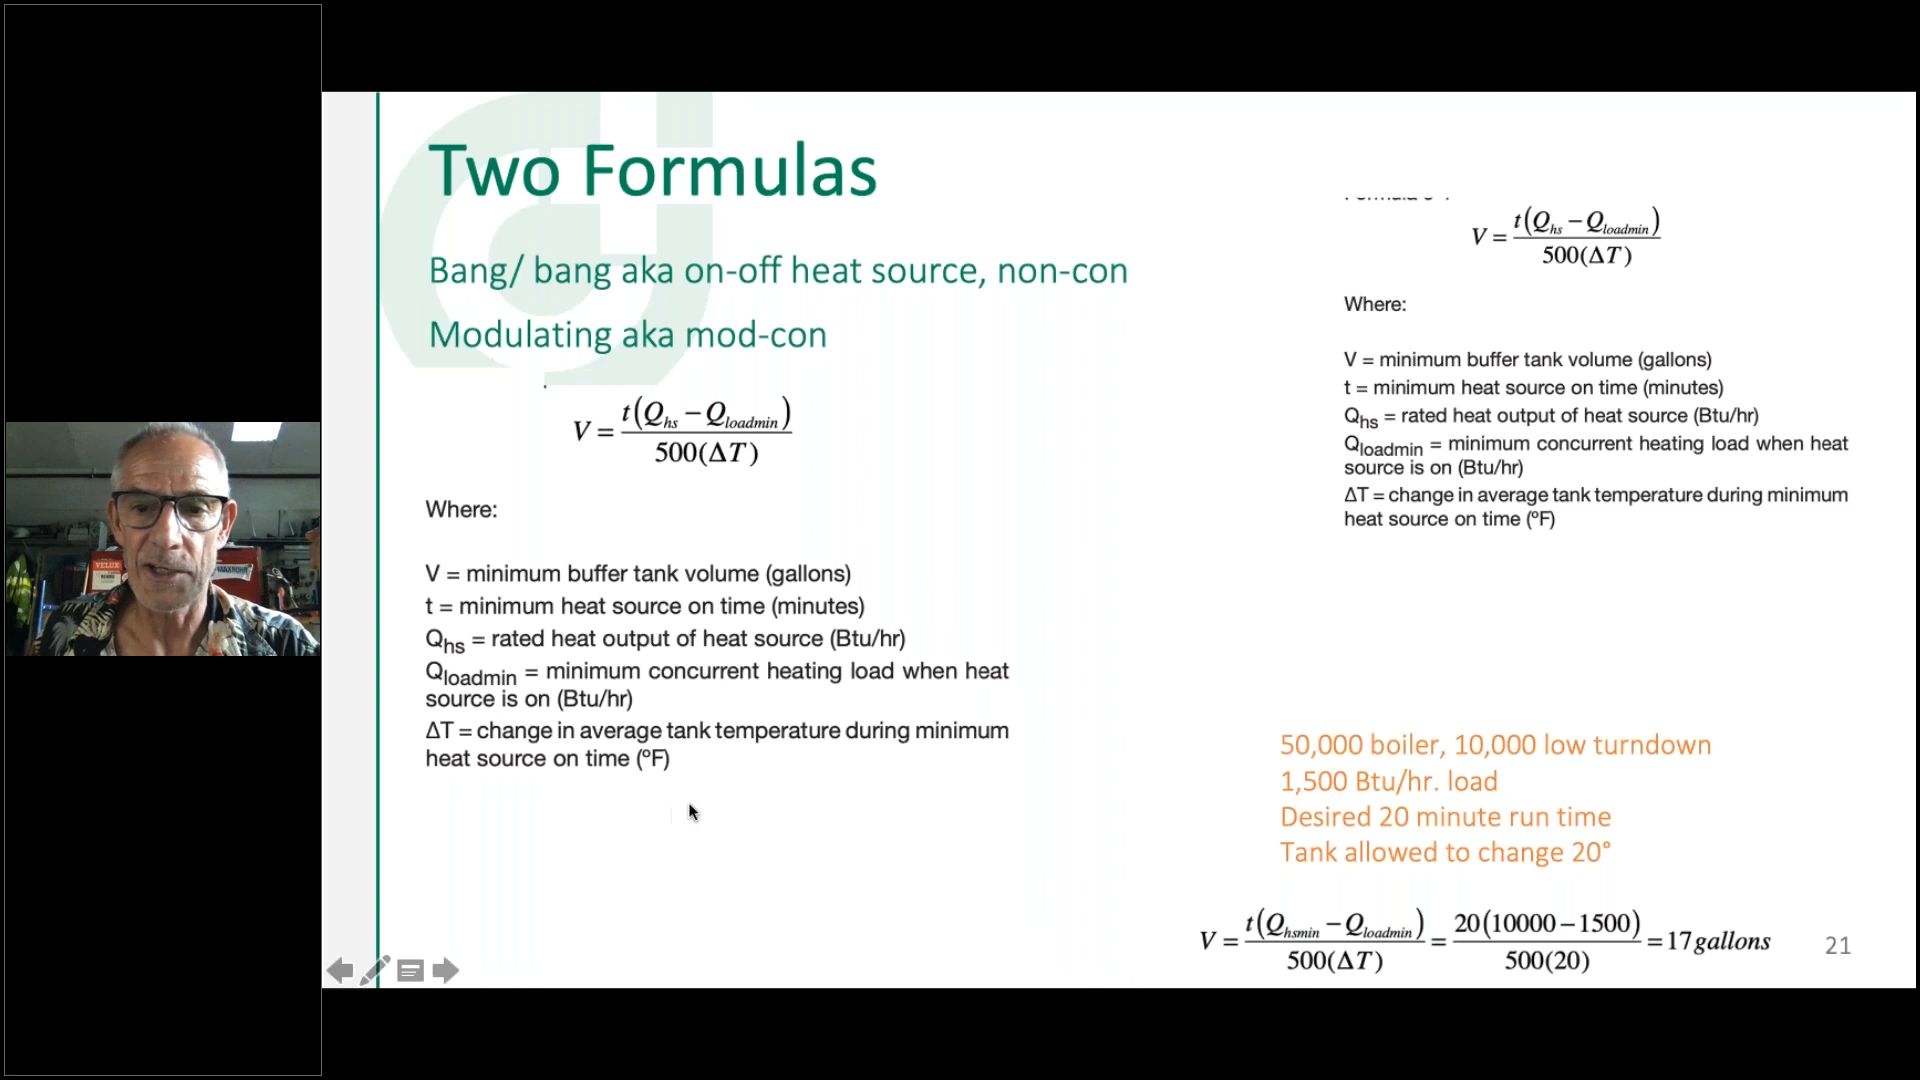 Two Formulas
Bang/ bang aka on-off heat source, non-con
Modulating aka mod-con
V = t(Qhs − Qloadmin) / 500(ΔT)
Where:
V = minimum buffer tank volume (gallons)
t = minimum heat source on time (minutes)
Qhs = rated heat output of heat source (Btu/hr)
Qloadmin = minimum concurrent heating load when heat
source is on (Btu/hr)
ΔT = change in average tank temperature during minimum
heat source on time (ºF)
V = t(Qhs − Qloadmin) / 500(ΔT)
Where:
V = minimum buffer tank volume (gallons)
t = minimum heat source on time (minutes)
Qhs = rated heat output of heat source (Btu/hr)
Qloadmin = minimum concurrent heating load when heat
source is on (Btu/hr)
ΔT = change in average tank temperature during minimum
heat source on time (ºF)
50,000 boiler, 10,000 low turndown
1,500 Btu/hr. load
Desired 20 minute run time
Tank allowed to change 20°
V = t(Qhsmin − Qloadmin) / 500(ΔT) = 20(10000 − 1500) / 500(20) = 17 gallons
21
VELUX